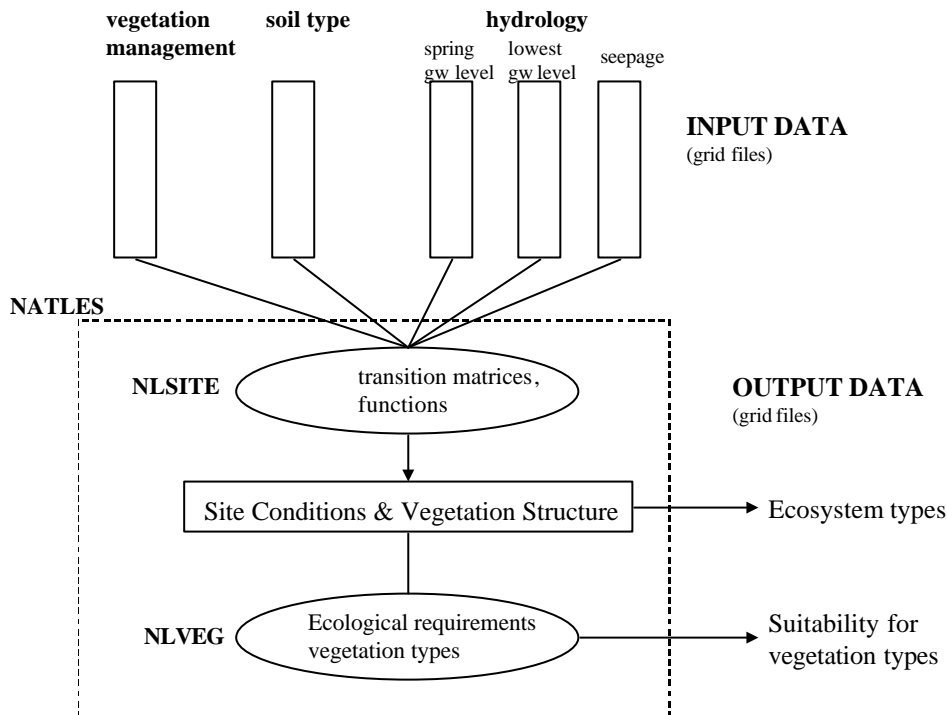 vegetation
management
soil type
hydrology
spring
gw level
lowest
gw level
seepage
INPUT DATA
(grid files)
NATLES
NLSITE
transition matrices,
functions
OUTPUT DATA
(grid files)
Site Conditions & Vegetation Structure
Ecosystem types
NLVEG
Ecological requirements
vegetation types
Suitability for
vegetation types